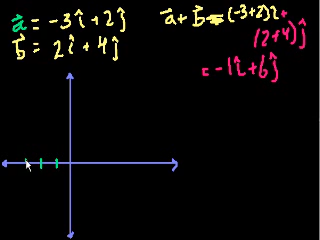 a⃗ = -3î + 2ĵ
b⃗ = 2î + 4ĵ
a⃗ + b⃗ = (-3+2)î +
(2+4)ĵ
= -1î + 6ĵ